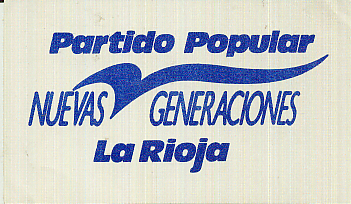 Partido Popular
NUEVAS GENERACIONES
La Rioja